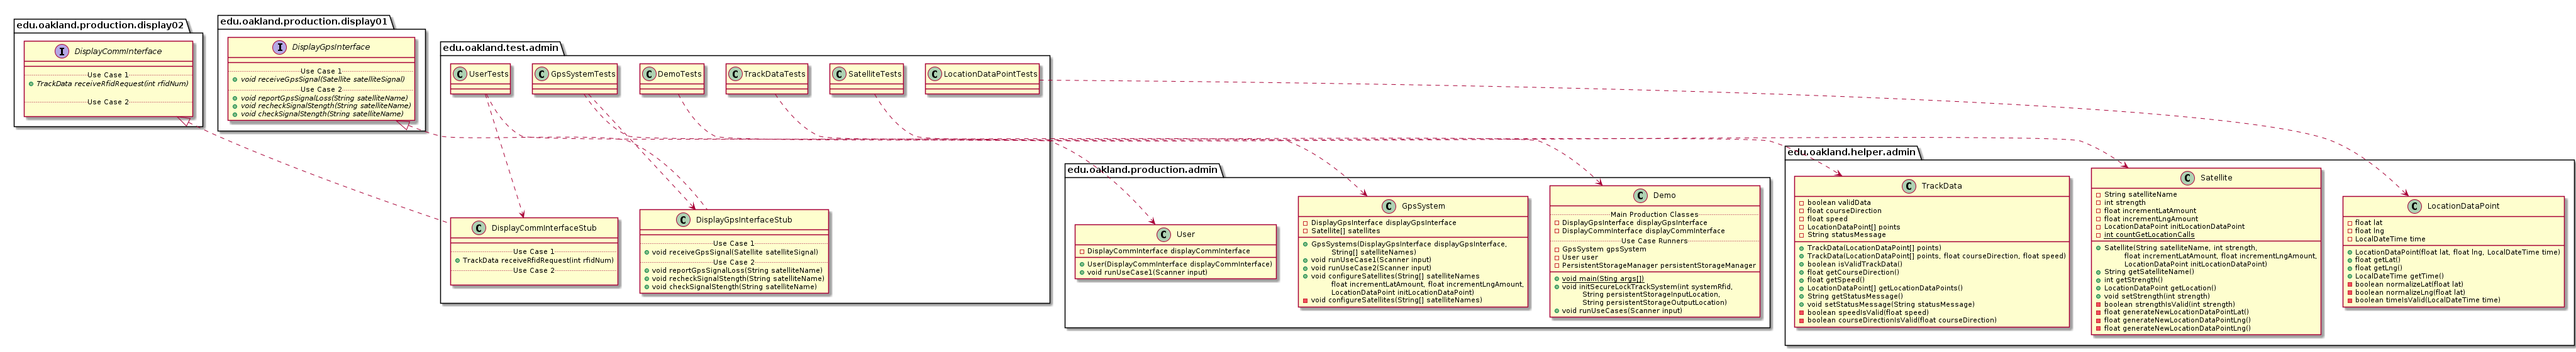 edu.oakland.production.display02
I DisplayCommInterface
Use Case 1
TrackData receiveRfidRequest(int rfidNum)
Use Case 2
edu.oakland.production.display01
I DisplayGpsInterface
Use Case 1
void receiveGpsSignal(Satellite satelliteSignal)
Use Case 2
void reportGpsSignalLoss(String satelliteName)
void recheckSignalStength(String satelliteName)
void checkSignalStength(String satelliteName)
edu.oakland.test.admin
C UserTests
C GpsSystemTests
C DemoTests
C TrackDataTests
C SatelliteTests
C LocationDataPointTests
C DisplayCommInterfaceStub
Use Case 1
TrackData receiveRfidRequest(int rfidNum)
Use Case 2
C DisplayGpsInterfaceStub
Use Case 1
void receiveGpsSignal(Satellite satelliteSignal)
Use Case 2
void reportGpsSignalLoss(String satelliteName)
void recheckSignalStength(String satelliteName)
void checkSignalStength(String satelliteName)
edu.oakland.production.admin
C User
DisplayCommInterface displayCommInterface
User(DisplayCommInterface displayCommInterface)
void runUseCase1(Scanner input)
C GpsSystem
DisplayGpsInterface displayGpsInterface
Satellite[] satellites
GpsSystems(DisplayGpsInterface displayGpsInterface,
String[] satelliteNames)
void runUseCase1(Scanner input)
void runUseCase2(Scanner input)
void configureSatellites(String[] satelliteNames
float incrementLatAmount, float incrementLngAmount,
LocationDataPoint initLocationDataPoint)
void configureSatellites(String[] satelliteNames)
C Demo
Main Production Classes
DisplayGpsInterface displayGpsInterface
DisplayCommInterface displayCommInterface
Use Case Runners
GpsSystem gpsSystem
User user
PersistentStorageManager persistentStorageManager
void main(String args[])
void initSecureLockTrackSystem(int systemRfid,
String persistentStorageInputLocation,
String persistentStorageOutputLocation)
void runUseCases(Scanner input)
edu.oakland.helper.admin
C TrackData
boolean validData
float courseDirection
float speed
LocationDataPoint[] points
String statusMessage
TrackData(LocationDataPoint[] points)
TrackData(LocationDataPoint[] points, float courseDirection, float speed)
boolean isValidTrackData()
float getCourseDirection()
float getSpeed()
LocationDataPoint[] getLocationDataPoints()
String getStatusMessage()
void setStatusMessage(String statusMessage)
boolean speedIsValid(float speed)
boolean courseDirectionIsValid(float courseDirection)
C Satellite
String satelliteName
int strength
float incrementLatAmount
float incrementLngAmount
LocationDataPoint initLocationDataPoint
int countGetLocationCalls
Satellite(String satelliteName, int strength,
float incrementLatAmount, float incrementLngAmount,
LocationDataPoint initLocationDataPoint)
String getSatelliteName()
int getStrength()
LocationDataPoint getLocation()
void setStrength(int strength)
boolean strengthIsValid(int strength)
float generateNewLocationDataPointLat()
float generateNewLocationDataPointLng()
float generateNewLocationDataPointLng()
C LocationDataPoint
float lat
float lng
LocalDateTime time
LocationDataPoint(float lat, float lng, LocalDateTime time)
float getLat()
float getLng()
LocalDateTime getTime()
boolean normalizeLat(float lat)
boolean normalizeLng(float lat)
boolean timeIsValid(LocalDateTime time)